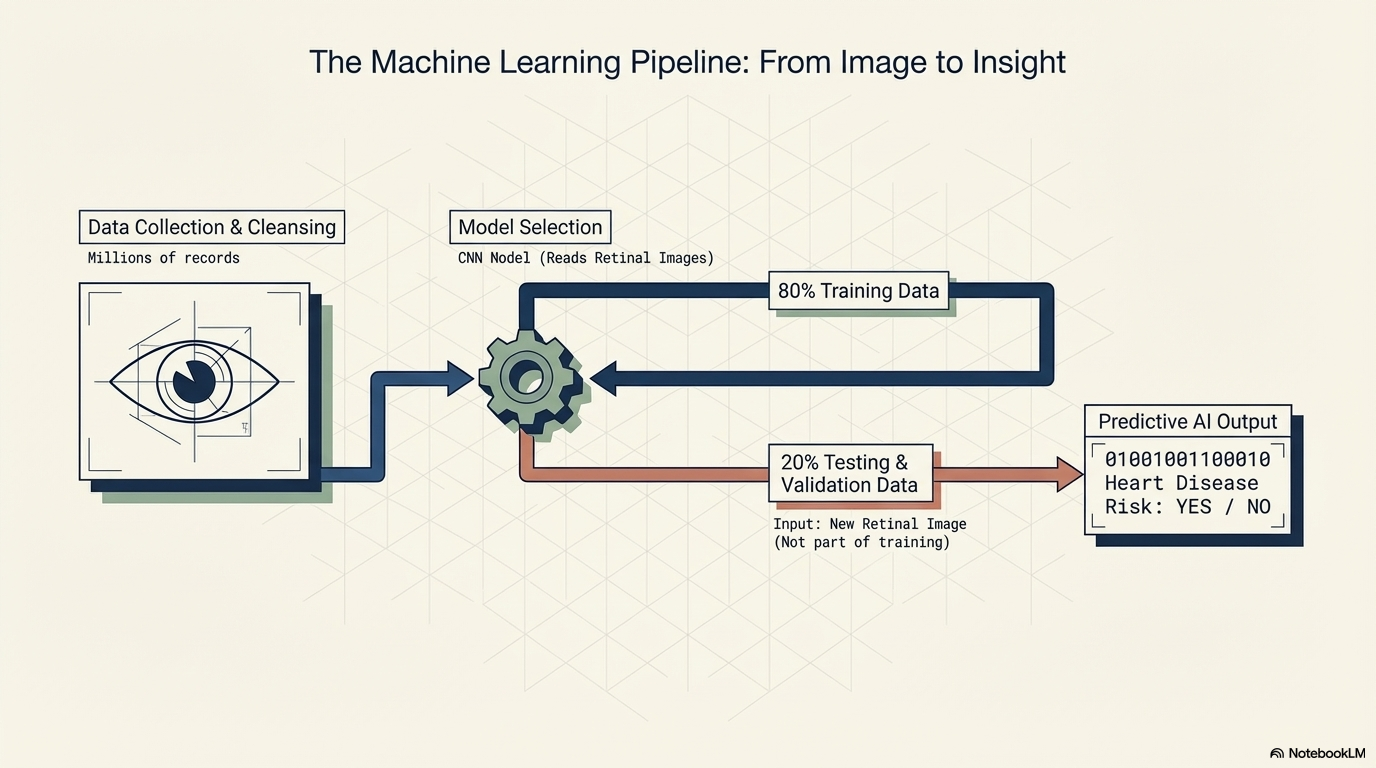 The Machine Learning Pipeline: From Image to Insight
Data Collection & Cleansing
Millions of records
Model Selection
CNN Nodel (Reads Retinal Images)
80% Training Data
20% Testing &
Validation Data
Input: New Retinal Image
(Not part of training)
Predictive AI Output
01001001100010
Heart Disease
Risk: YES / NO
NotebookLM